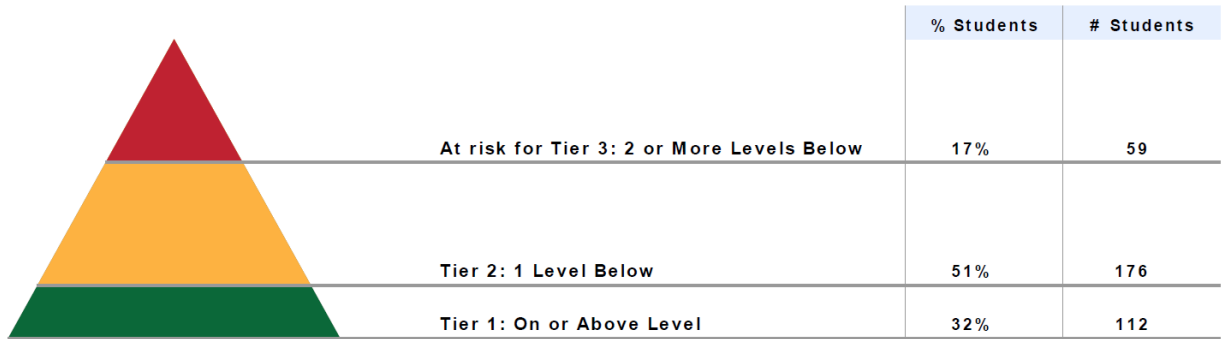 % Students # Students
At risk for Tier 3: 2 or More Levels Below 17% 59
Tier 2: 1 Level Below 51% 176
Tier 1: On or Above Level 32% 112